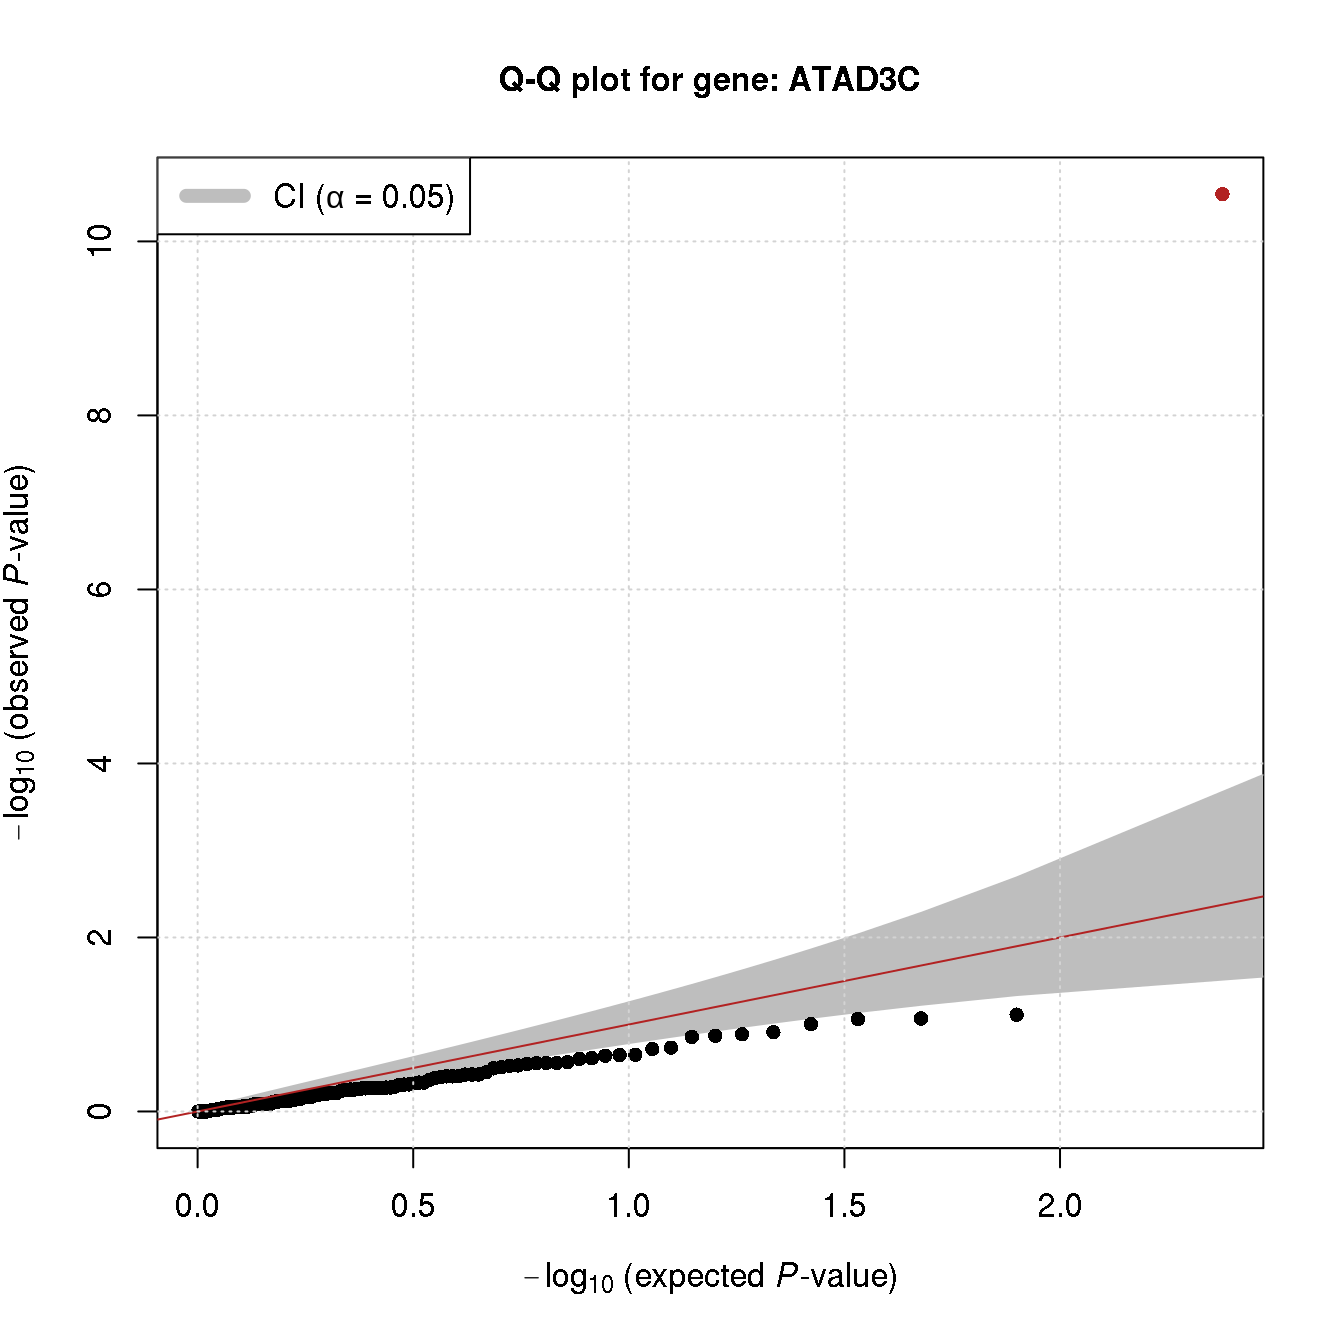 Q-Q plot for gene: ATAD3C
CI (α = 0.05)
−log₁₀ (observed P-value)
10
8
6
4
2
0
0.0 0.5 1.0 1.5 2.0
−log₁₀ (expected P-value)